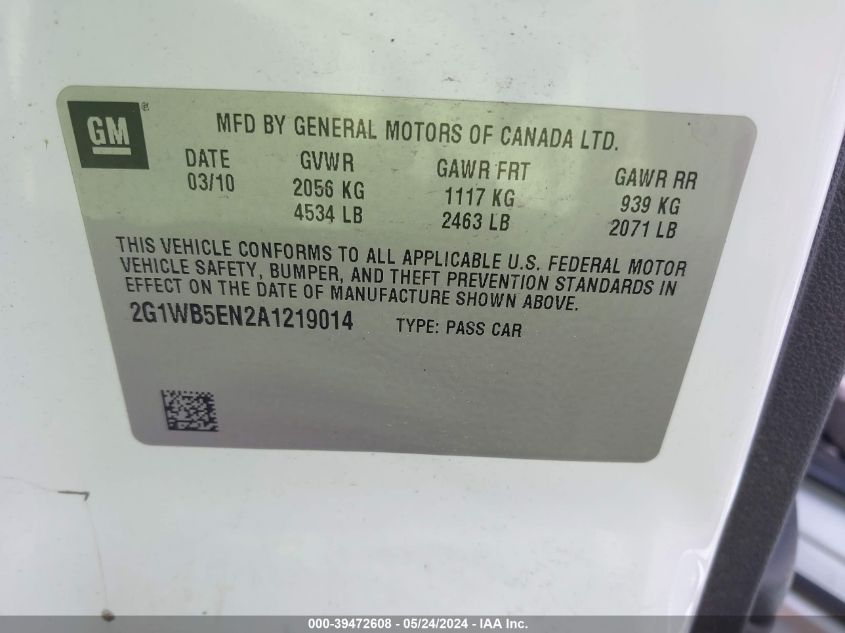 GM®
MFD BY GENERAL MOTORS OF CANADA LTD.
DATE GVWR GAWR FRT GAWR RR
03/10 2056 KG 1117 KG 939 KG
4534 LB 2463 LB 2071 LB
THIS VEHICLE CONFORMS TO ALL APPLICABLE U.S. FEDERAL MOTOR
VEHICLE SAFETY, BUMPER, AND THEFT PREVENTION STANDARDS IN
EFFECT ON THE DATE OF MANUFACTURE SHOWN ABOVE.
2G1WB5EN2A1219014 TYPE: PASS CAR
000-39472608 - 05/24/2024 - IAA Inc.